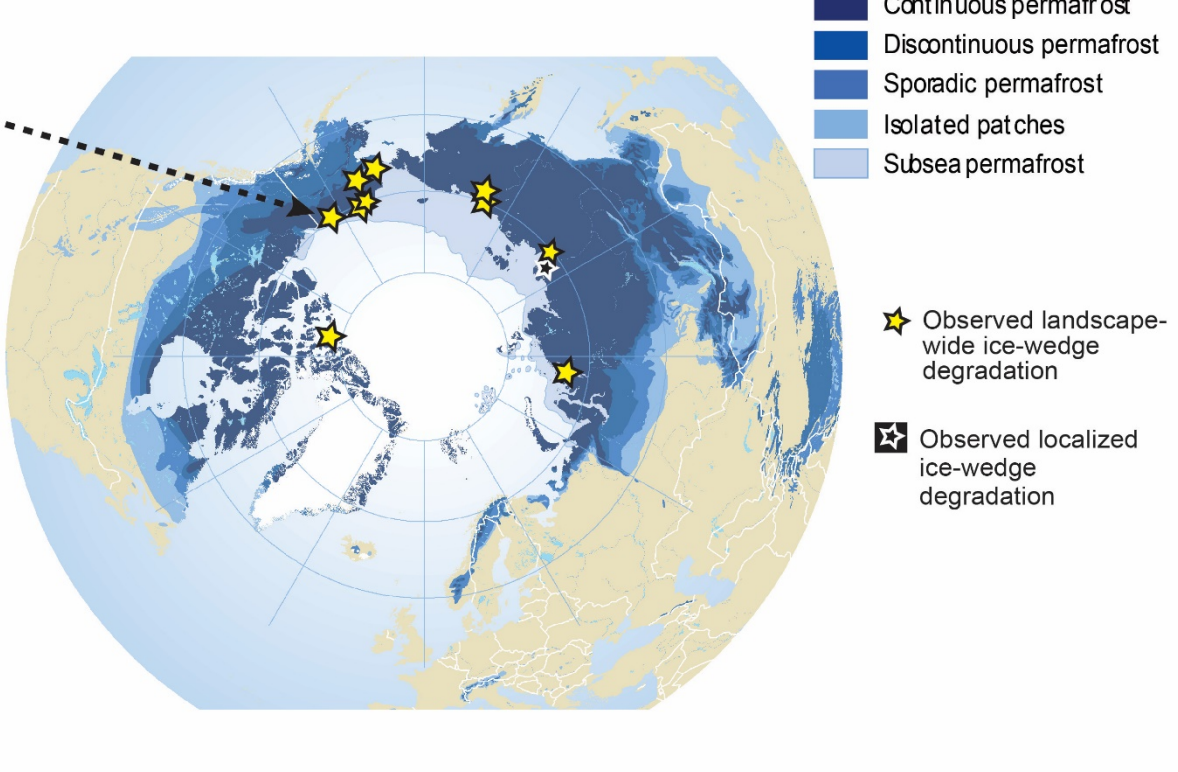 Continuous permafrost
Discontinuous permafrost
Sporadic permafrost
Isolated patches
Subsea permafrost
Observed landscape-
wide ice-wedge
degradation
Observed localized
ice-wedge
degradation